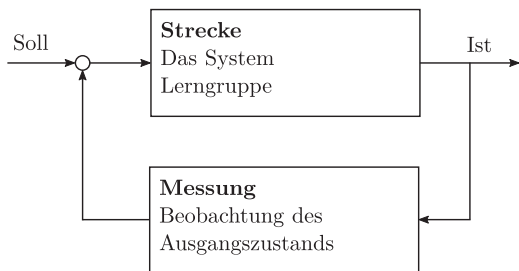 Soll
Strecke
Das System
Lerngruppe
Ist
Messung
Beobachtung des
Ausgangszustands